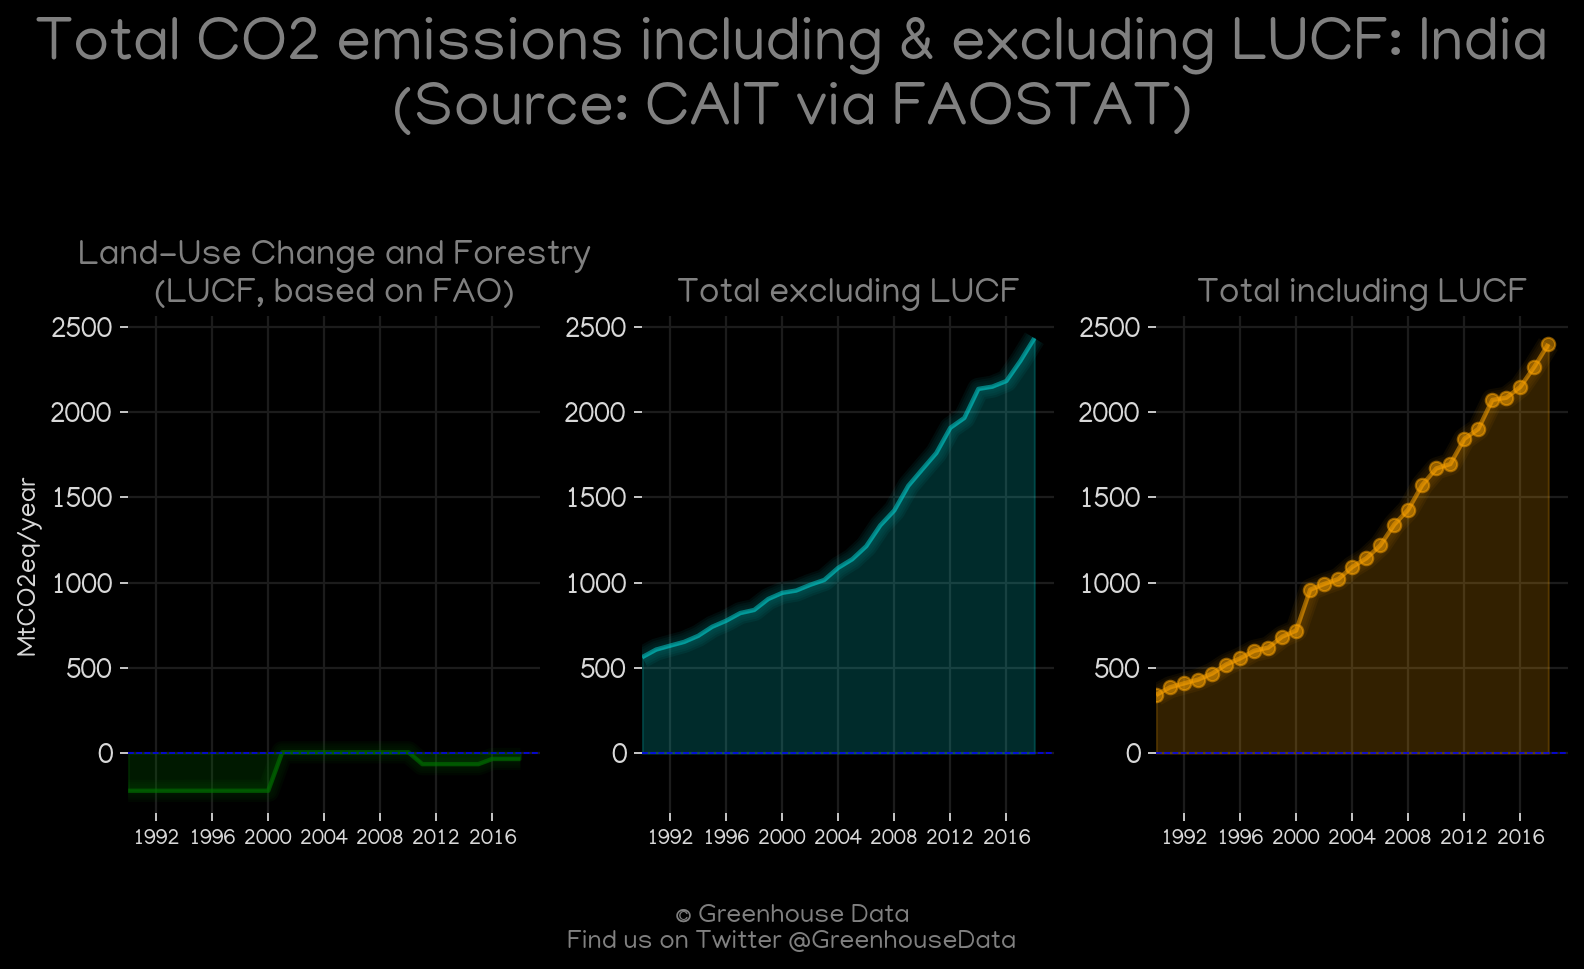 Total CO2 emissions including & excluding LUCF: India
(Source: CAIT via FAOSTAT)
Land-Use Change and Forestry
(LUCF, based on FAO)
Total excluding LUCF
Total including LUCF
MtCO2eq/year
2500
2000
1500
1000
500
0
1992 1996 2000 2004 2008 2012 2016
2500
2000
1500
1000
500
0
1992 1996 2000 2004 2008 2012 2016
2500
2000
1500
1000
500
0
1992 1996 2000 2004 2008 2012 2016
© Greenhouse Data
Find us on Twitter @GreenhouseData